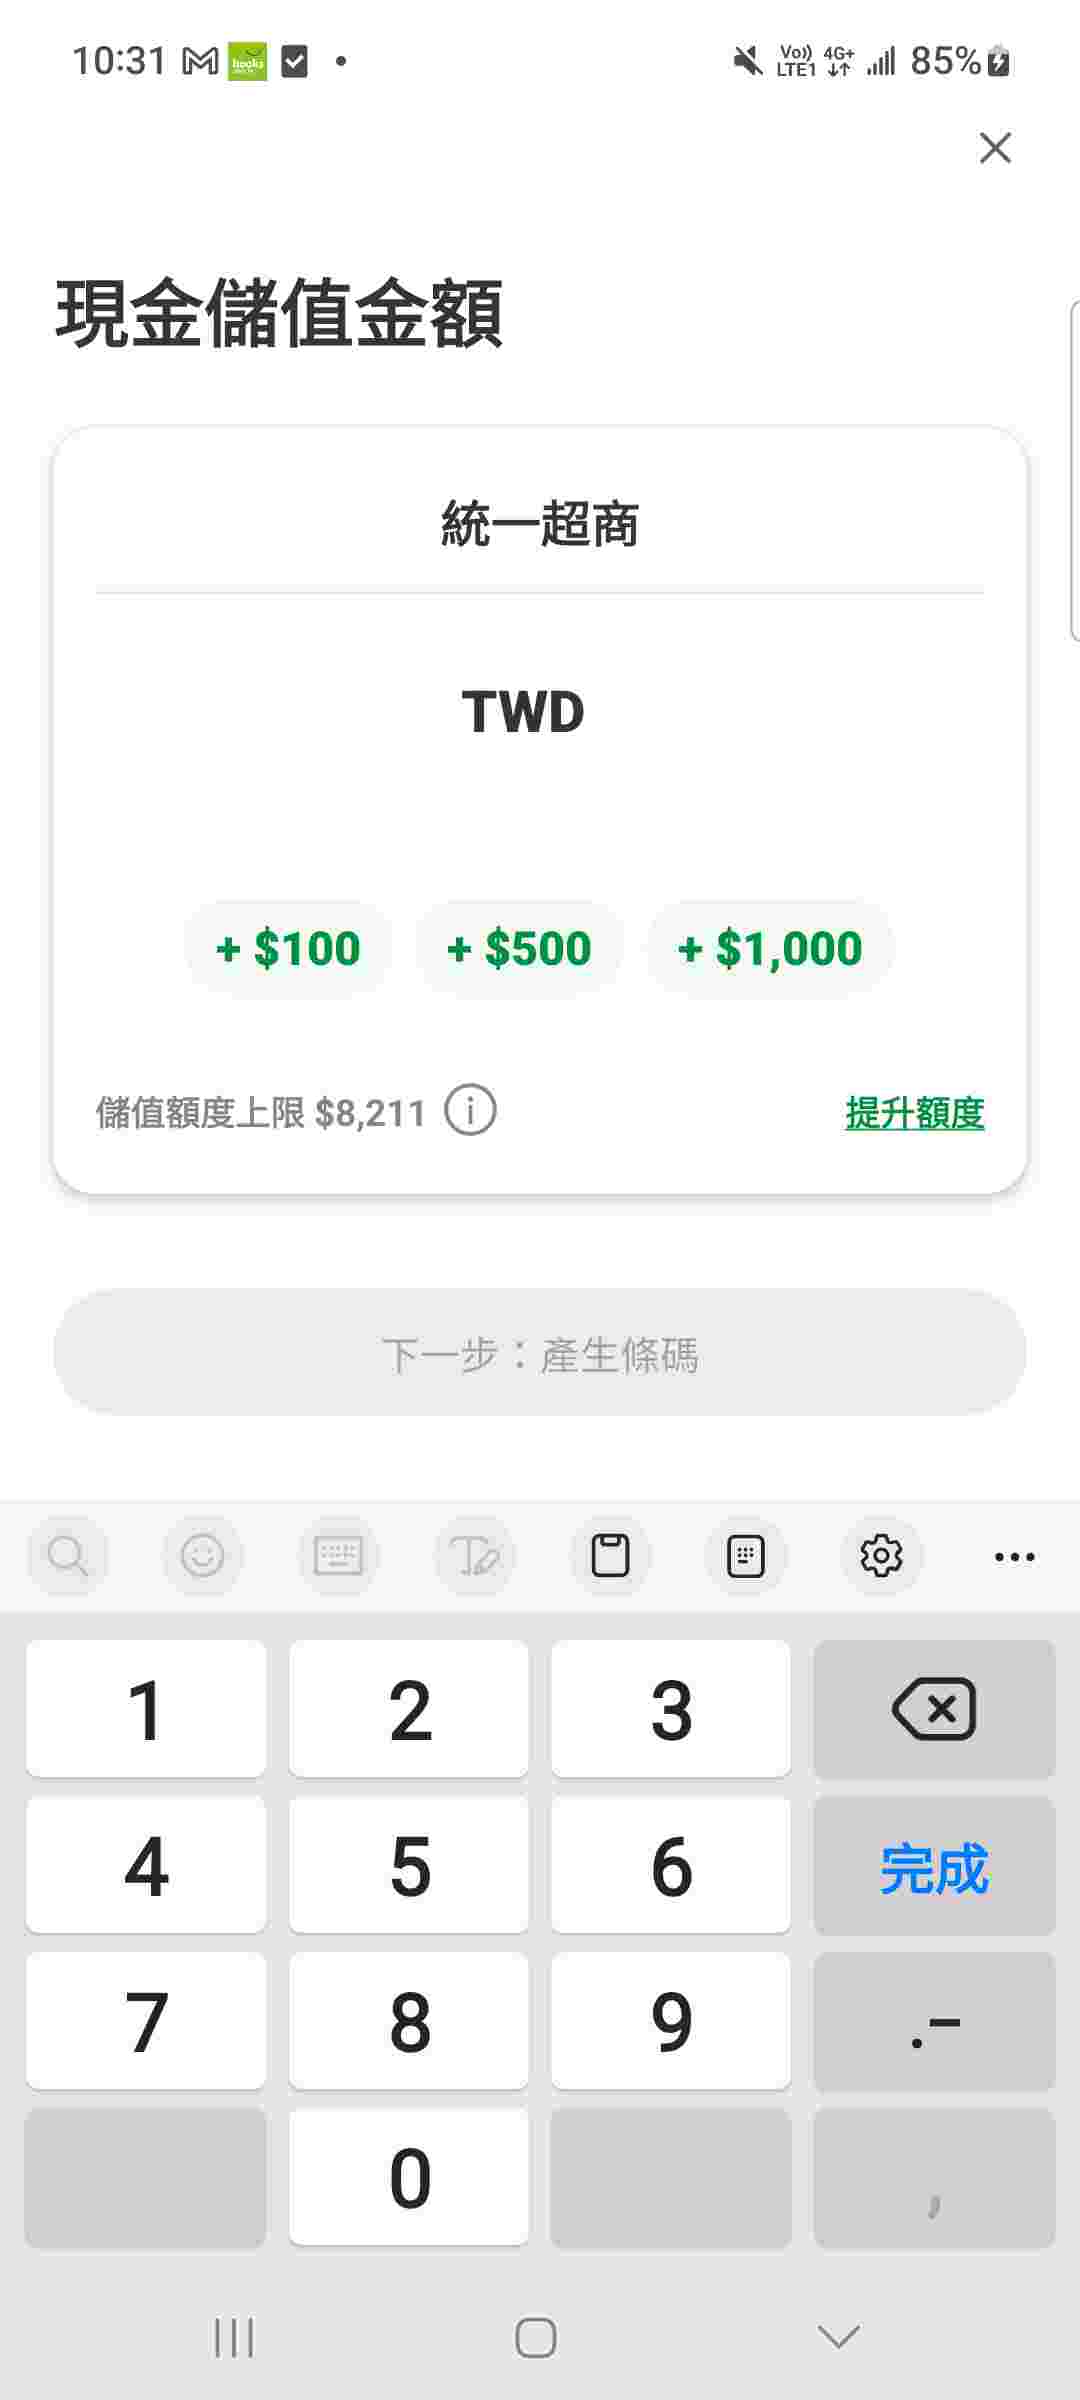 10:31
books
Vo)) LTE1 4G+ 85%
現金儲值金額
統一超商
TWD
+ $100 + $500 + $1,000
儲值額度上限 $8,211 i 提升額度
下一步：產生條碼
1 2 3
4 5 6 完成
7 8 9 .-
0 ,